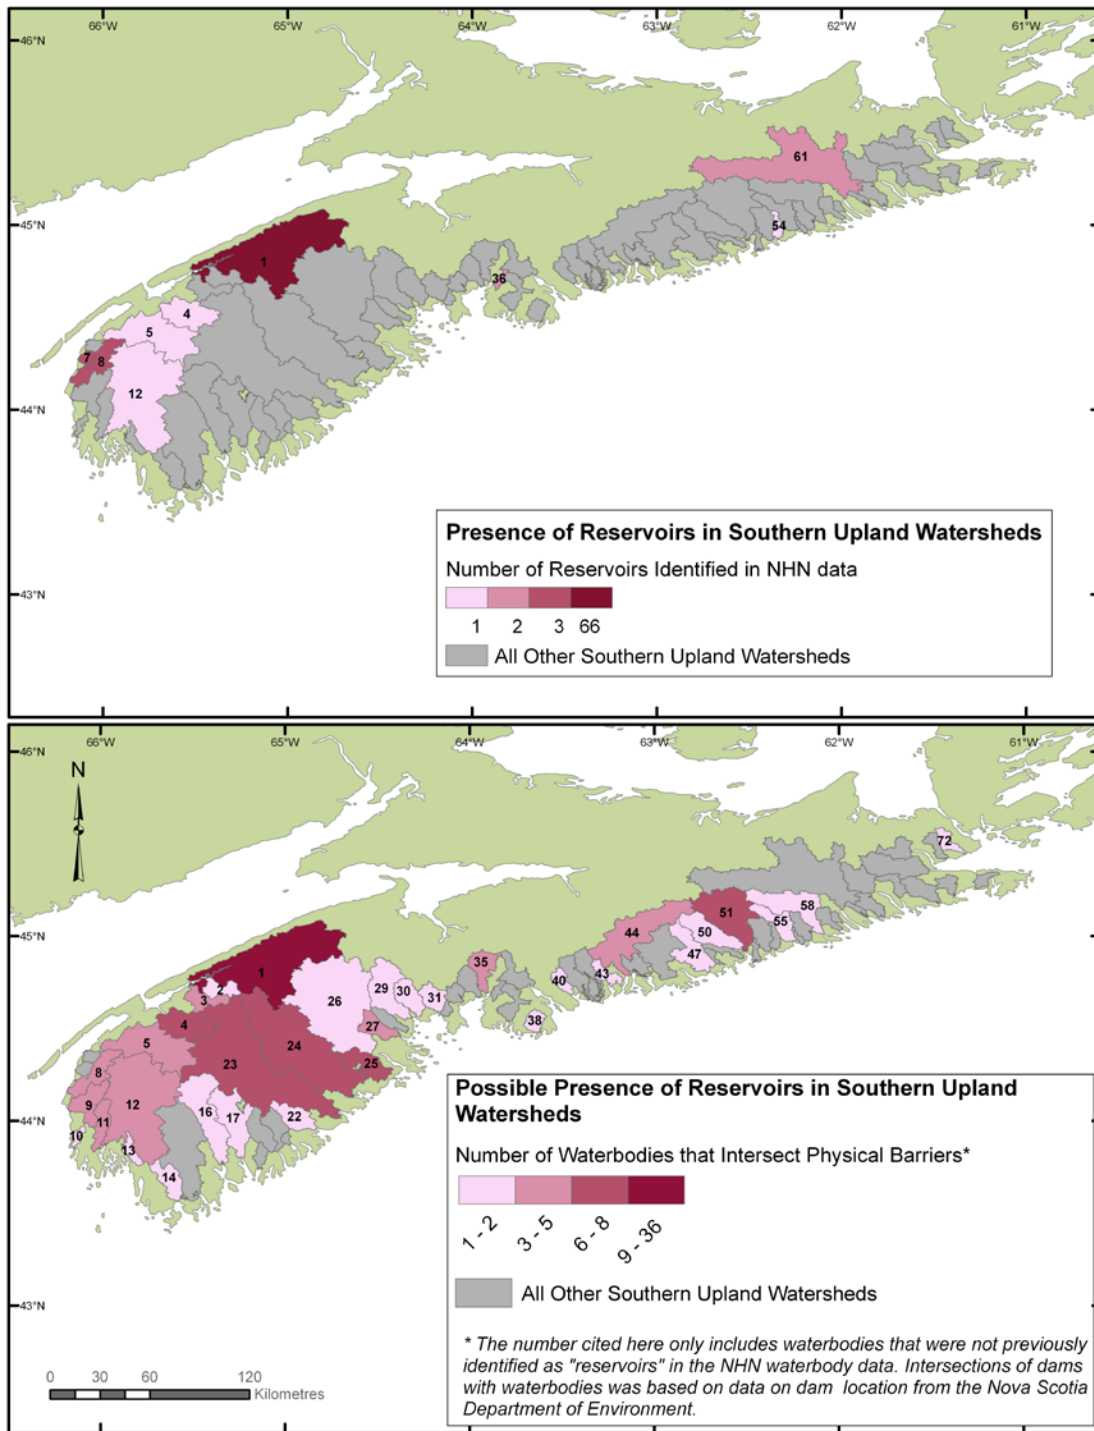 66°W 65°W 64°W 63°W 62°W 61°W
46°N
61
45°N
54
1
36
4
5
7 8
12
44°N
Presence of Reservoirs in Southern Upland Watersheds
Number of Reservoirs Identified in NHN data
1 2 3 66
All Other Southern Upland Watersheds
43°N
66°W 65°W 64°W 63°W 62°W 61°W
46°N
N
72
51 58
55
45°N
44 50
47
35
1
43
40
2
3
29 30 31
26
38
4
27
5
24
25
23
8
12
9
16 17 22
11
44°N
10
13
14
Possible Presence of Reservoirs in Southern Upland
Watersheds
Number of Waterbodies that Intersect Physical Barriers*
1 - 2 3 - 5 6 - 8 9 - 36
All Other Southern Upland Watersheds
43°N
* The number cited here only includes waterbodies that were not previously
identified as "reservoirs" in the NHN waterbody data. Intersections of dams
with waterbodies was based on data on dam location from the Nova Scotia
Department of Environment.
0 30 60 120
Kilometres